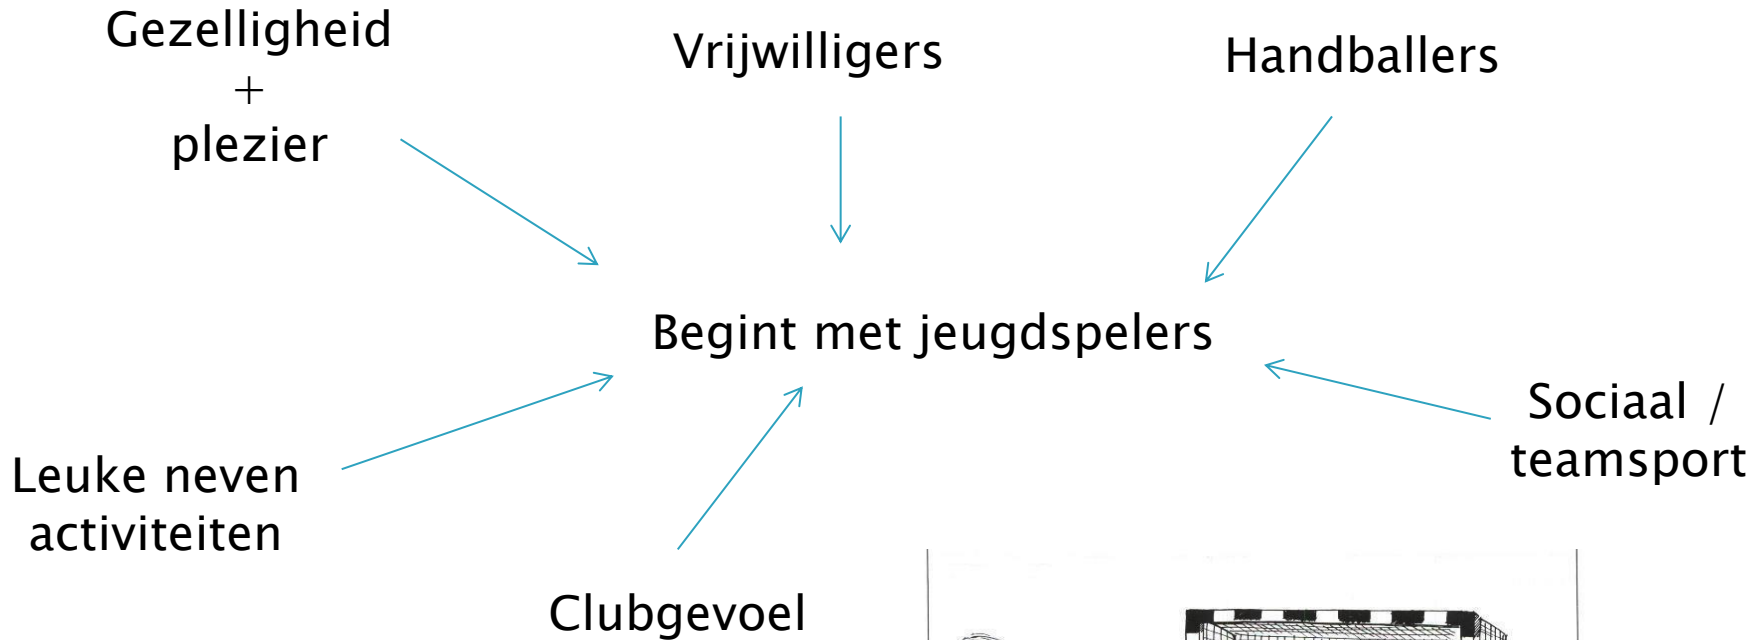 Gezelligheid
+
plezier
Vrijwilligers
Handballers
Begint met jeugdspelers
Sociaal /
teamsport
Leuke neven
activiteiten
Clubgevoel